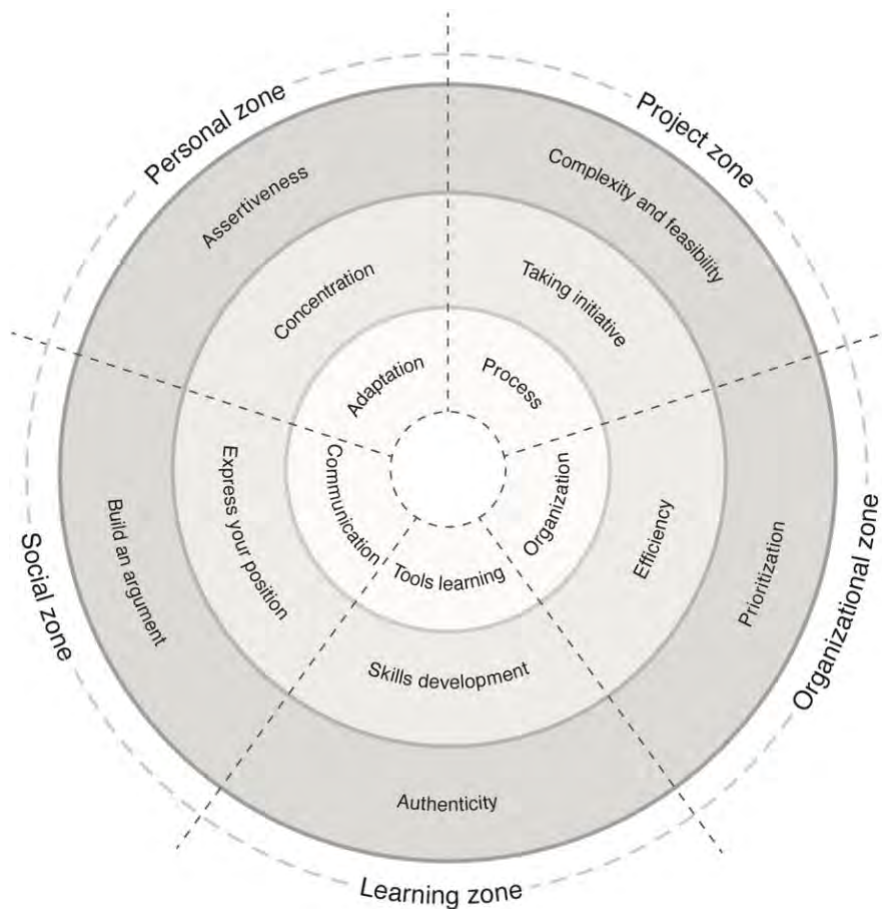 Personal zone
Project zone
Assertiveness
Complexity and feasibility
Concentration
Taking initiative
Adaptation
Process
Social zone
Build an argument
Express your position
Communication
Organization
Efficiency
Prioritization
Organizational zone
Tools learning
Skills development
Authenticity
Learning zone